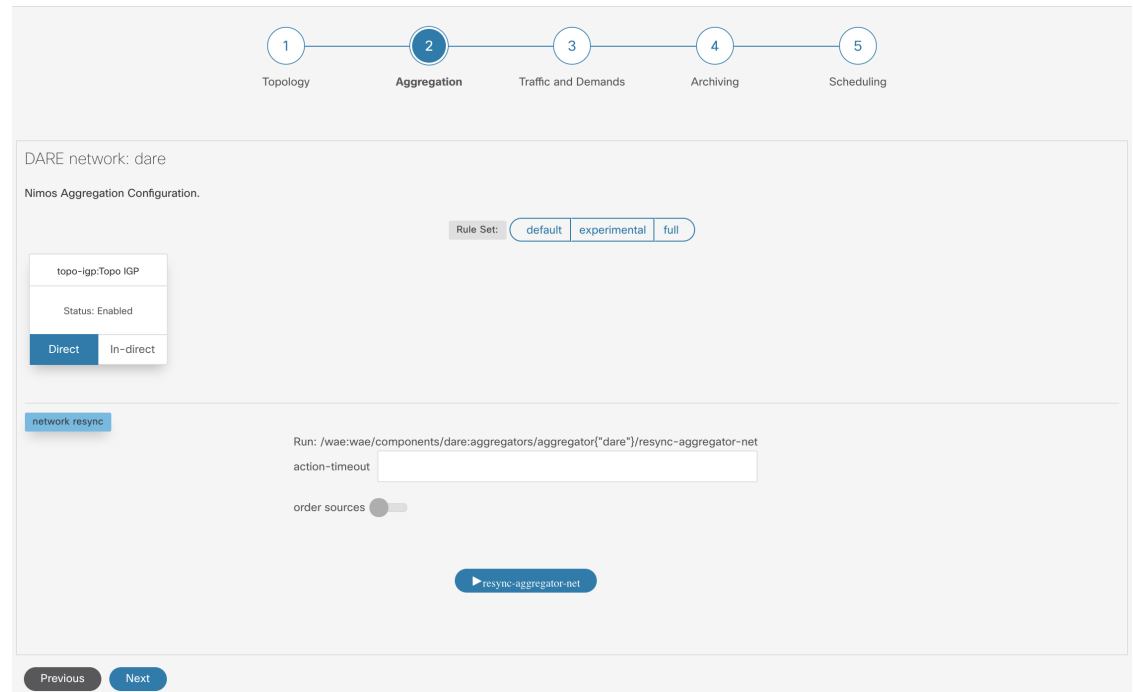 1 2 3 4 5
Topology Aggregation Traffic and Demands Archiving Scheduling
DARE network: dare
Nimos Aggregation Configuration.
Rule Set: default experimental full
topo-igp:Topo IGP
Status: Enabled
Direct In-direct
network resync
Run: /wae:wae/components/dare:aggregators/aggregator{"dare"}/resync-aggregator-net
action-timeout
order sources
resync-aggregator-net
Previous Next